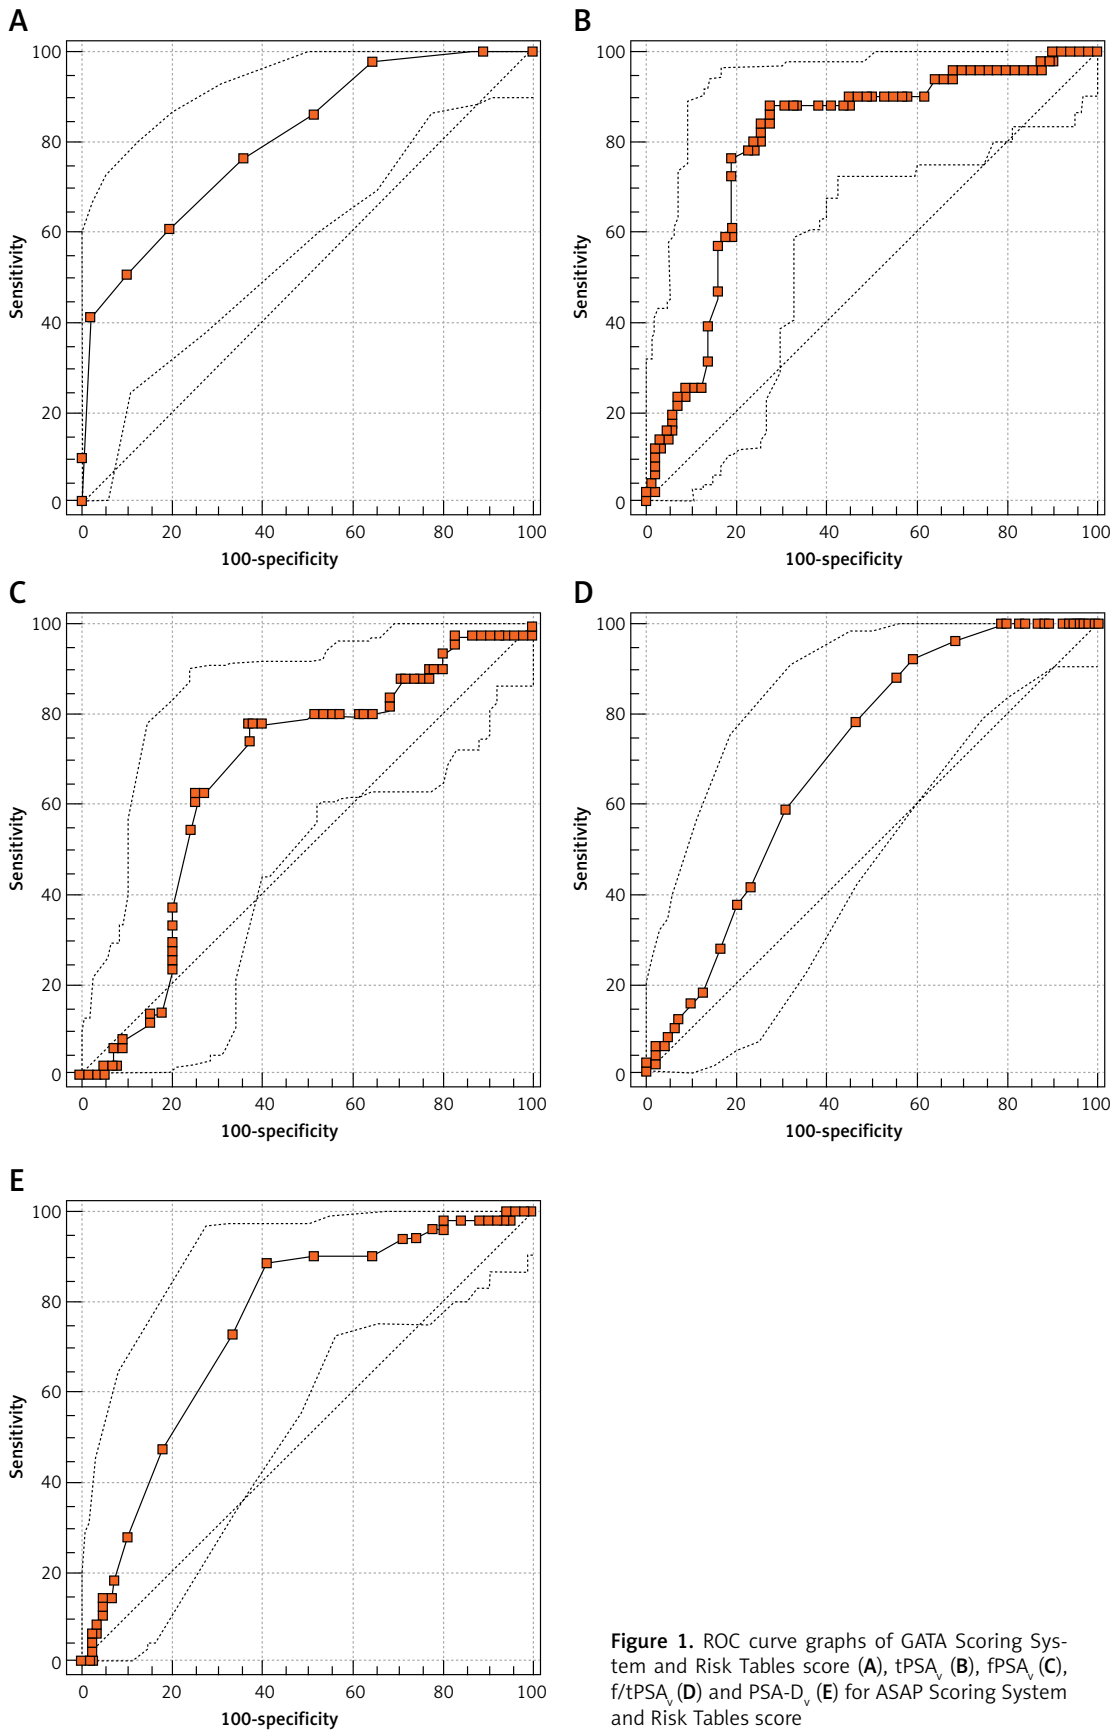 A
100
80
60
40
20
0
Sensitivity
0 20 40 60 80 100
100-specificity
B
100
80
60
40
20
0
Sensitivity
0 20 40 60 80 100
100-specificity
C
100
80
60
40
20
0
Sensitivity
0 20 40 60 80 100
100-specificity
D
100
80
60
40
20
0
Sensitivity
0 20 40 60 80 100
100-specificity
E
100
80
60
40
20
0
Sensitivity
0 20 40 60 80 100
100-specificity
Figure 1. ROC curve graphs of GATA Scoring Sys-
tem and Risk Tables score (A), tPSAv (B), fPSAv (C),
f/tPSAv (D) and PSA-Dv (E) for ASAP Scoring System
and Risk Tables score